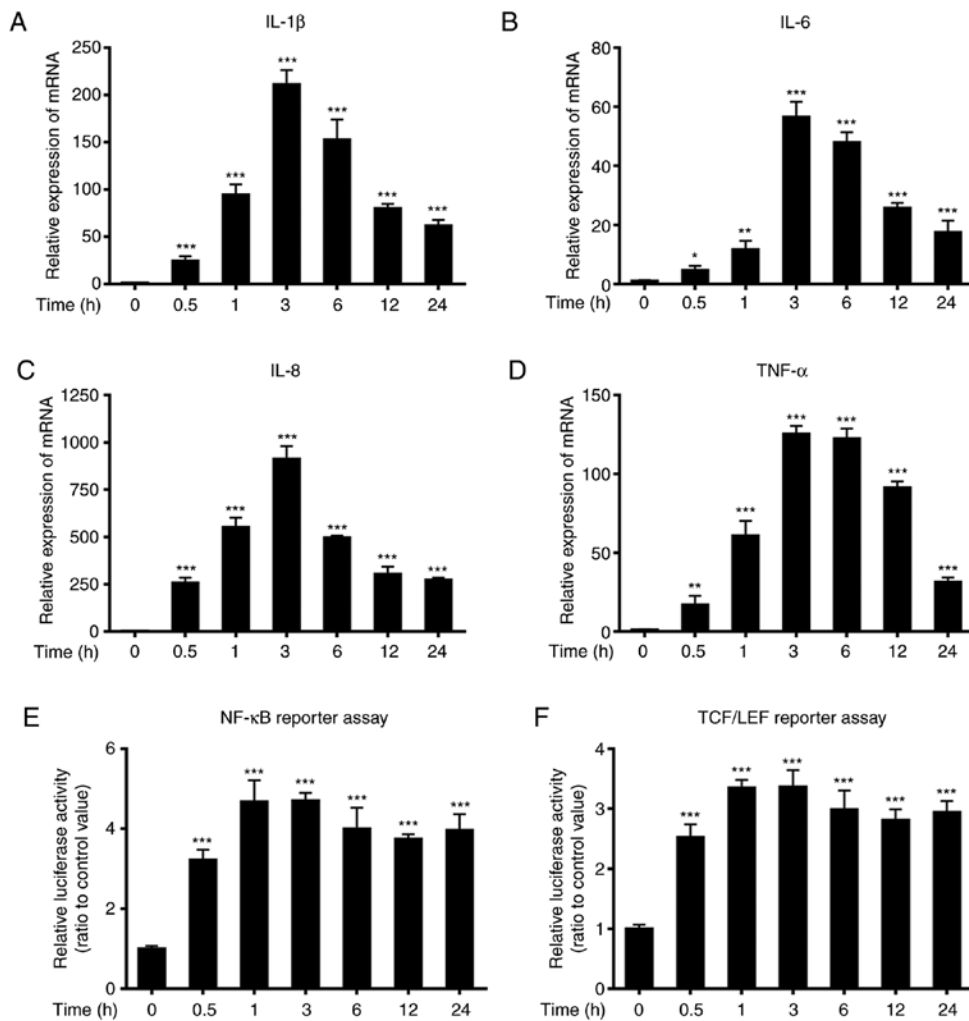 A
IL-1β
Relative expression of mRNA
250
200
150
100
50
0
***
***
***
***
***
***
Time (h) 0 0.5 1 3 6 12 24
B
IL-6
Relative expression of mRNA
80
60
40
20
0
*
**
***
***
***
***
Time (h) 0 0.5 1 3 6 12 24
C
IL-8
Relative expression of mRNA
1250
1000
750
500
250
0
***
***
***
***
***
***
Time (h) 0 0.5 1 3 6 12 24
D
TNF-α
Relative expression of mRNA
150
100
50
0
**
***
***
***
***
***
Time (h) 0 0.5 1 3 6 12 24
E
NF-κB reporter assay
Relative luciferase activity
(ratio to control value)
6
4
2
0
***
***
***
***
***
***
Time (h) 0 0.5 1 3 6 12 24
F
TCF/LEF reporter assay
Relative luciferase activity
(ratio to control value)
4
3
2
1
0
***
***
***
***
***
***
Time (h) 0 0.5 1 3 6 12 24